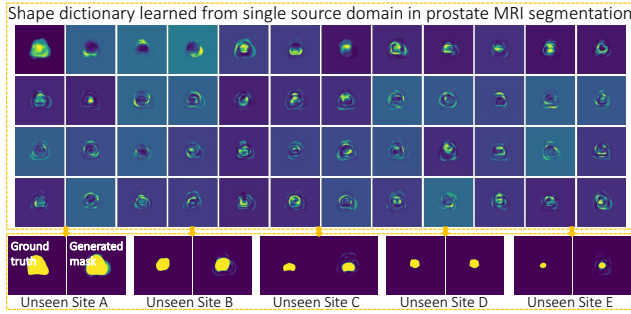 Shape dictionary learned from single source domain in prostate MRI segmentation
Ground truth
Generated mask
Unseen Site A
Unseen Site B
Unseen Site C
Unseen Site D
Unseen Site E